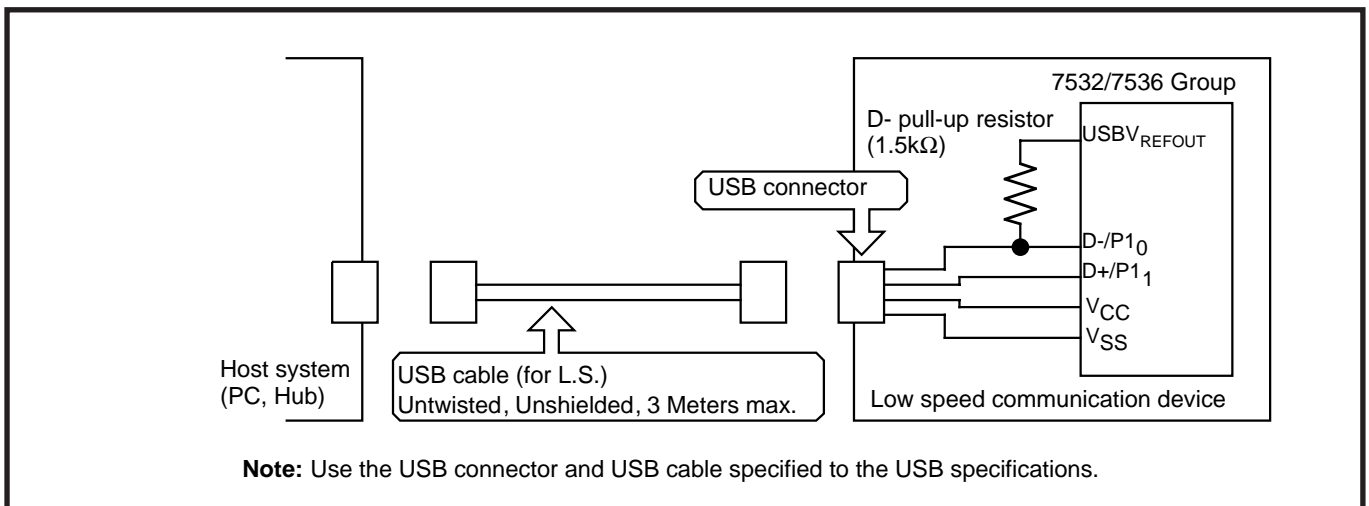 7532/7536 Group
D- pull-up resistor
(1.5kΩ)
USBVREFOUT
USB connector
D-/P10
D+/P11
VCC
VSS
Host system
(PC, Hub)
USB cable (for L.S.)
Untwisted, Unshielded, 3 Meters max.
Low speed communication device
Note: Use the USB connector and USB cable specified to the USB specifications.